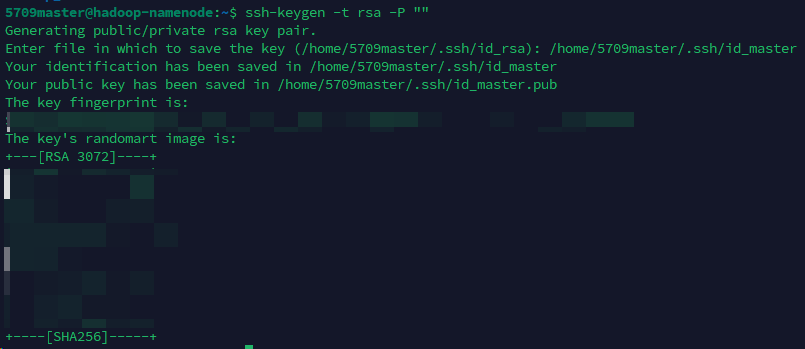 5709master@hadoop-namenode:~$ ssh-keygen -t rsa -P ""
Generating public/private rsa key pair.
Enter file in which to save the key (/home/5709master/.ssh/id_rsa): /home/5709master/.ssh/id_master
Your identification has been saved in /home/5709master/.ssh/id_master
Your public key has been saved in /home/5709master/.ssh/id_master.pub
The key fingerprint is:
The key's randomart image is:
+---[RSA 3072]----+
+----[SHA256]-----+